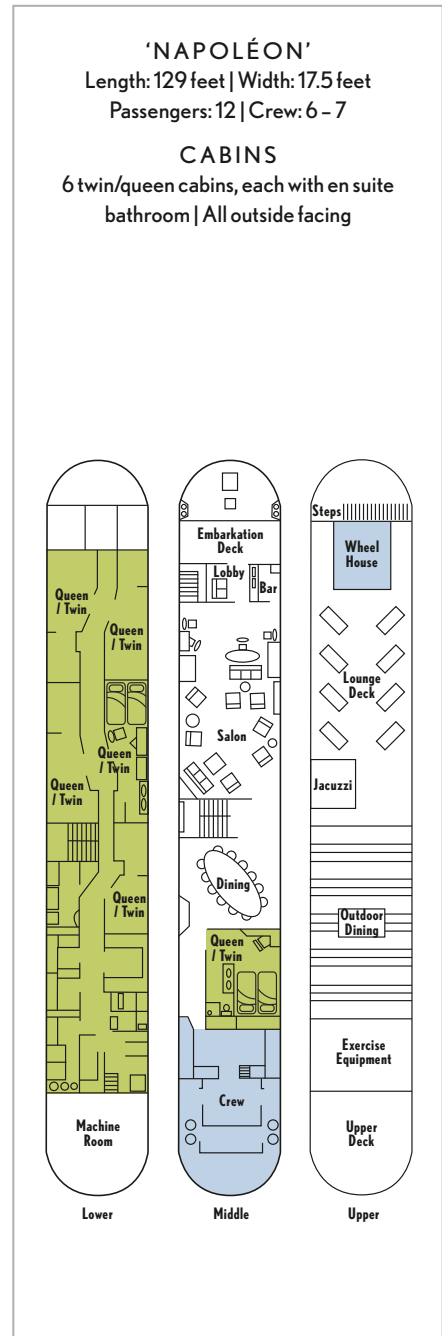 ‘NAPOLÉON’
Length: 129 feet | Width: 17.5 feet
Passengers: 12 | Crew: 6 – 7
CABINS
6 twin/queen cabins, each with en suite
bathroom | All outside facing
Queen
/ Twin
Queen
/ Twin
Queen
/ Twin
Queen
/ Twin
Queen
/ Twin
Machine
Room
Lower
Embarkation
Deck
Lobby
Bar
Salon
Dining
Queen
/ Twin
Crew
Middle
Steps
Wheel
House
Lounge
Deck
Jacuzzi
Outdoor
Dining
Exercise
Equipment
Upper
Deck
Upper